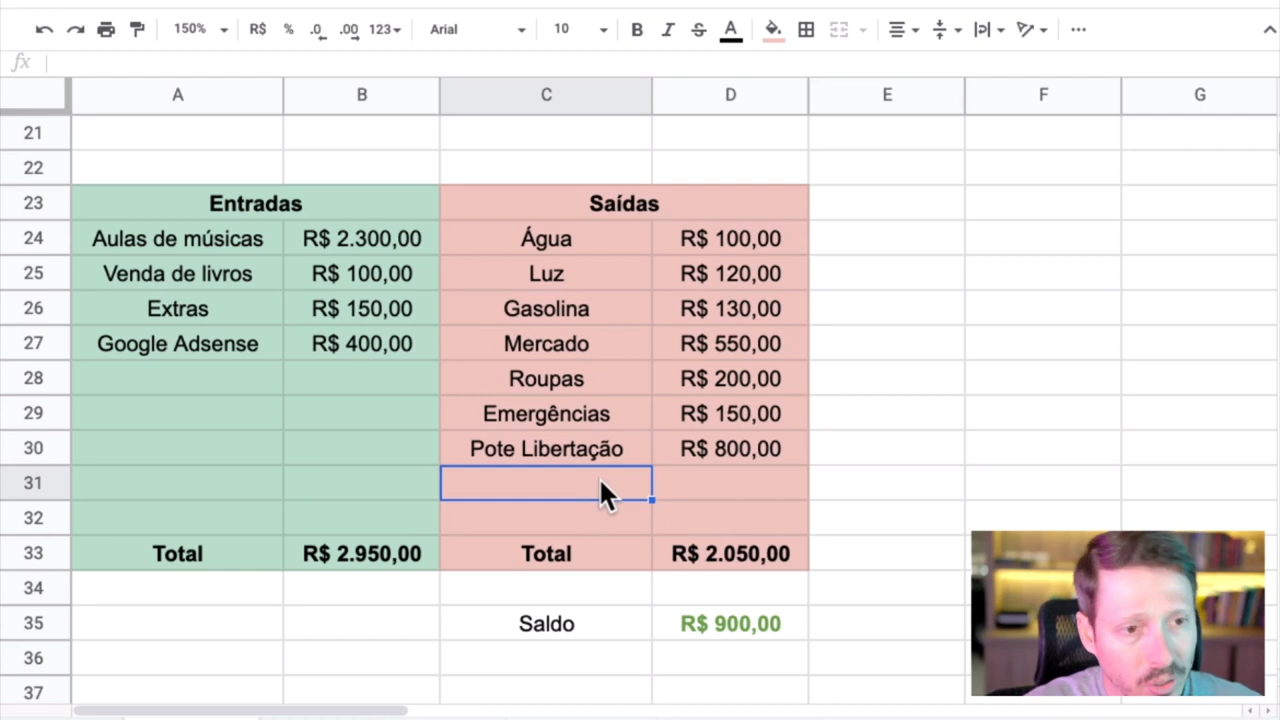 150% R$ % .0 .00 123 Arial 10 B I S A
fx
A B C D E F G
21
22
23 Entradas Saídas
24 Aulas de músicas R$ 2.300,00 Água R$ 100,00
25 Venda de livros R$ 100,00 Luz R$ 120,00
26 Extras R$ 150,00 Gasolina R$ 130,00
27 Google Adsense R$ 400,00 Mercado R$ 550,00
28 Roupas R$ 200,00
29 Emergências R$ 150,00
30 Pote Libertação R$ 800,00
31
32
33 Total R$ 2.950,00 Total R$ 2.050,00
34
35 Saldo R$ 900,00
36
37